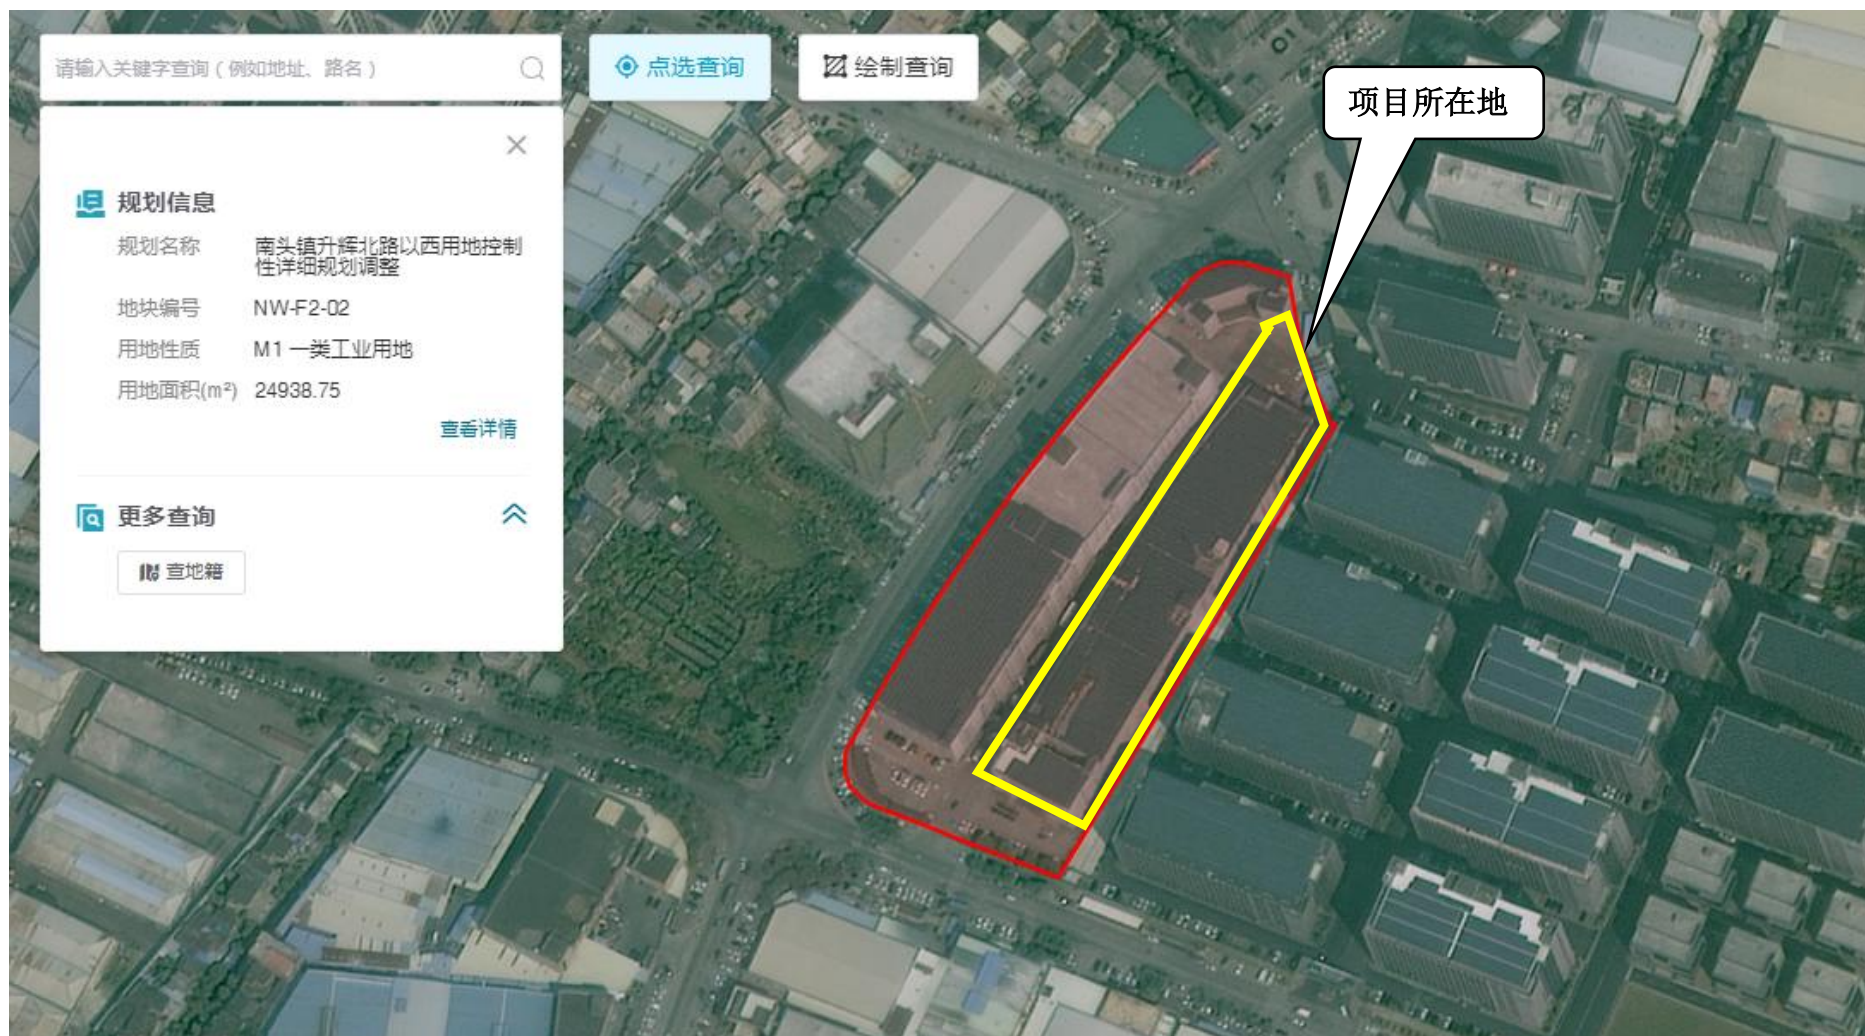 请输入关键字查询（例如地址、路名）
点选查询
绘制查询
项目所在地
规划信息
规划名称 南头镇升辉北路以西用地控制
性详细规划调整
地块编号 NW-F2-02
用地性质 M1 一类工业用地
用地面积(m²) 24938.75
查看详情
更多查询
查地籍